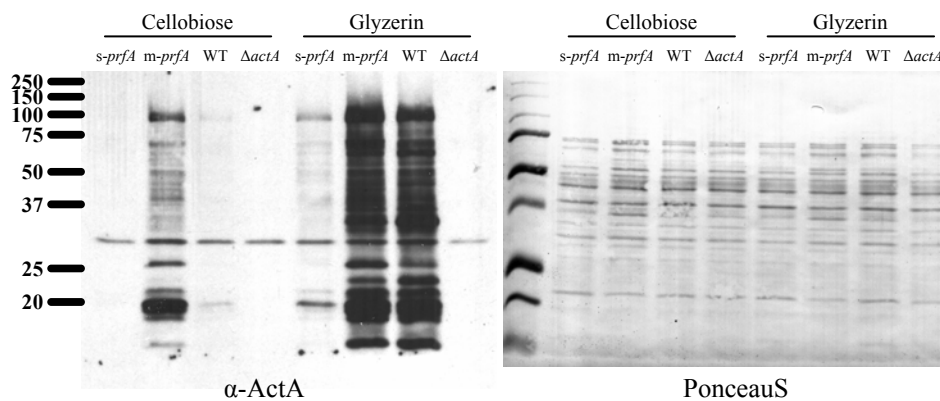 Cellobiose Glyzerin Cellobiose Glyzerin
s-prfA m-prfA WT ΔactA s-prfA m-prfA WT ΔactA s-prfA m-prfA WT ΔactA s-prfA m-prfA WT ΔactA
250
150
100
75
50
37
25
20
α-ActA PonceauS